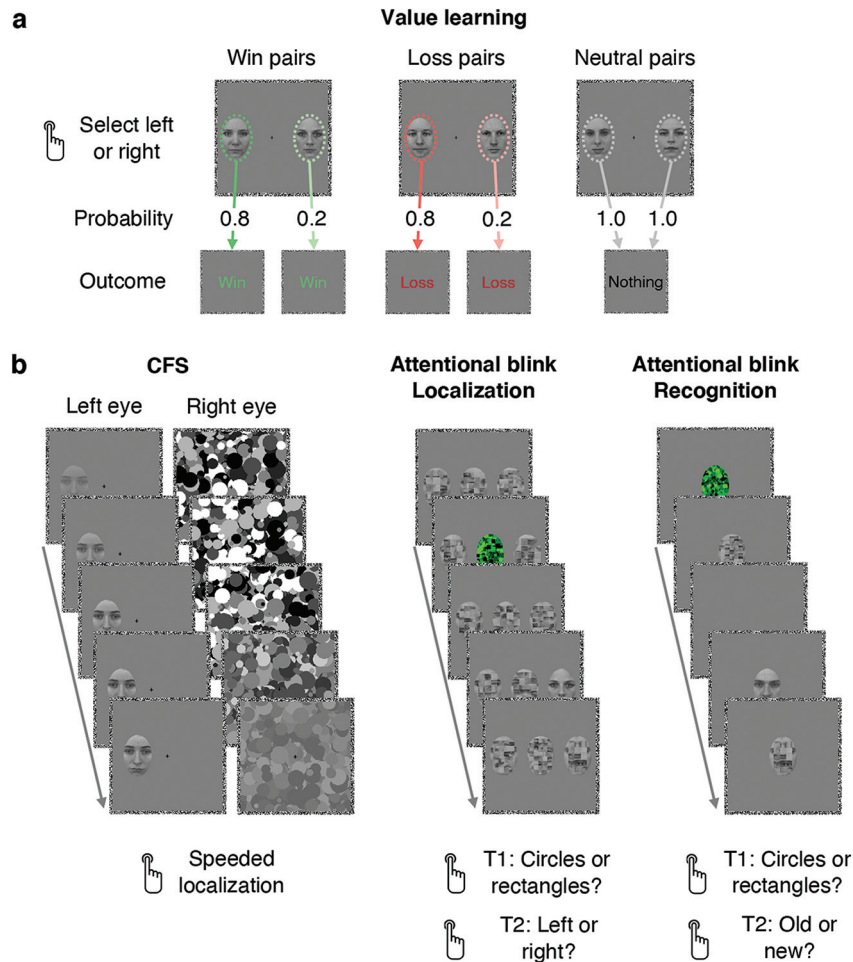 a
Value learning
Win pairs
Loss pairs
Neutral pairs
Select left
or right
Probability
0.8
0.2
0.8
0.2
1.0
1.0
Outcome
Win
Win
Loss
Loss
Nothing
b
CFS
Left eye
Right eye
Attentional blink
Localization
Attentional blink
Recognition
Speeded
localization
T1: Circles or
rectangles?
T2: Left or
right?
T1: Circles or
rectangles?
T2: Old or
new?